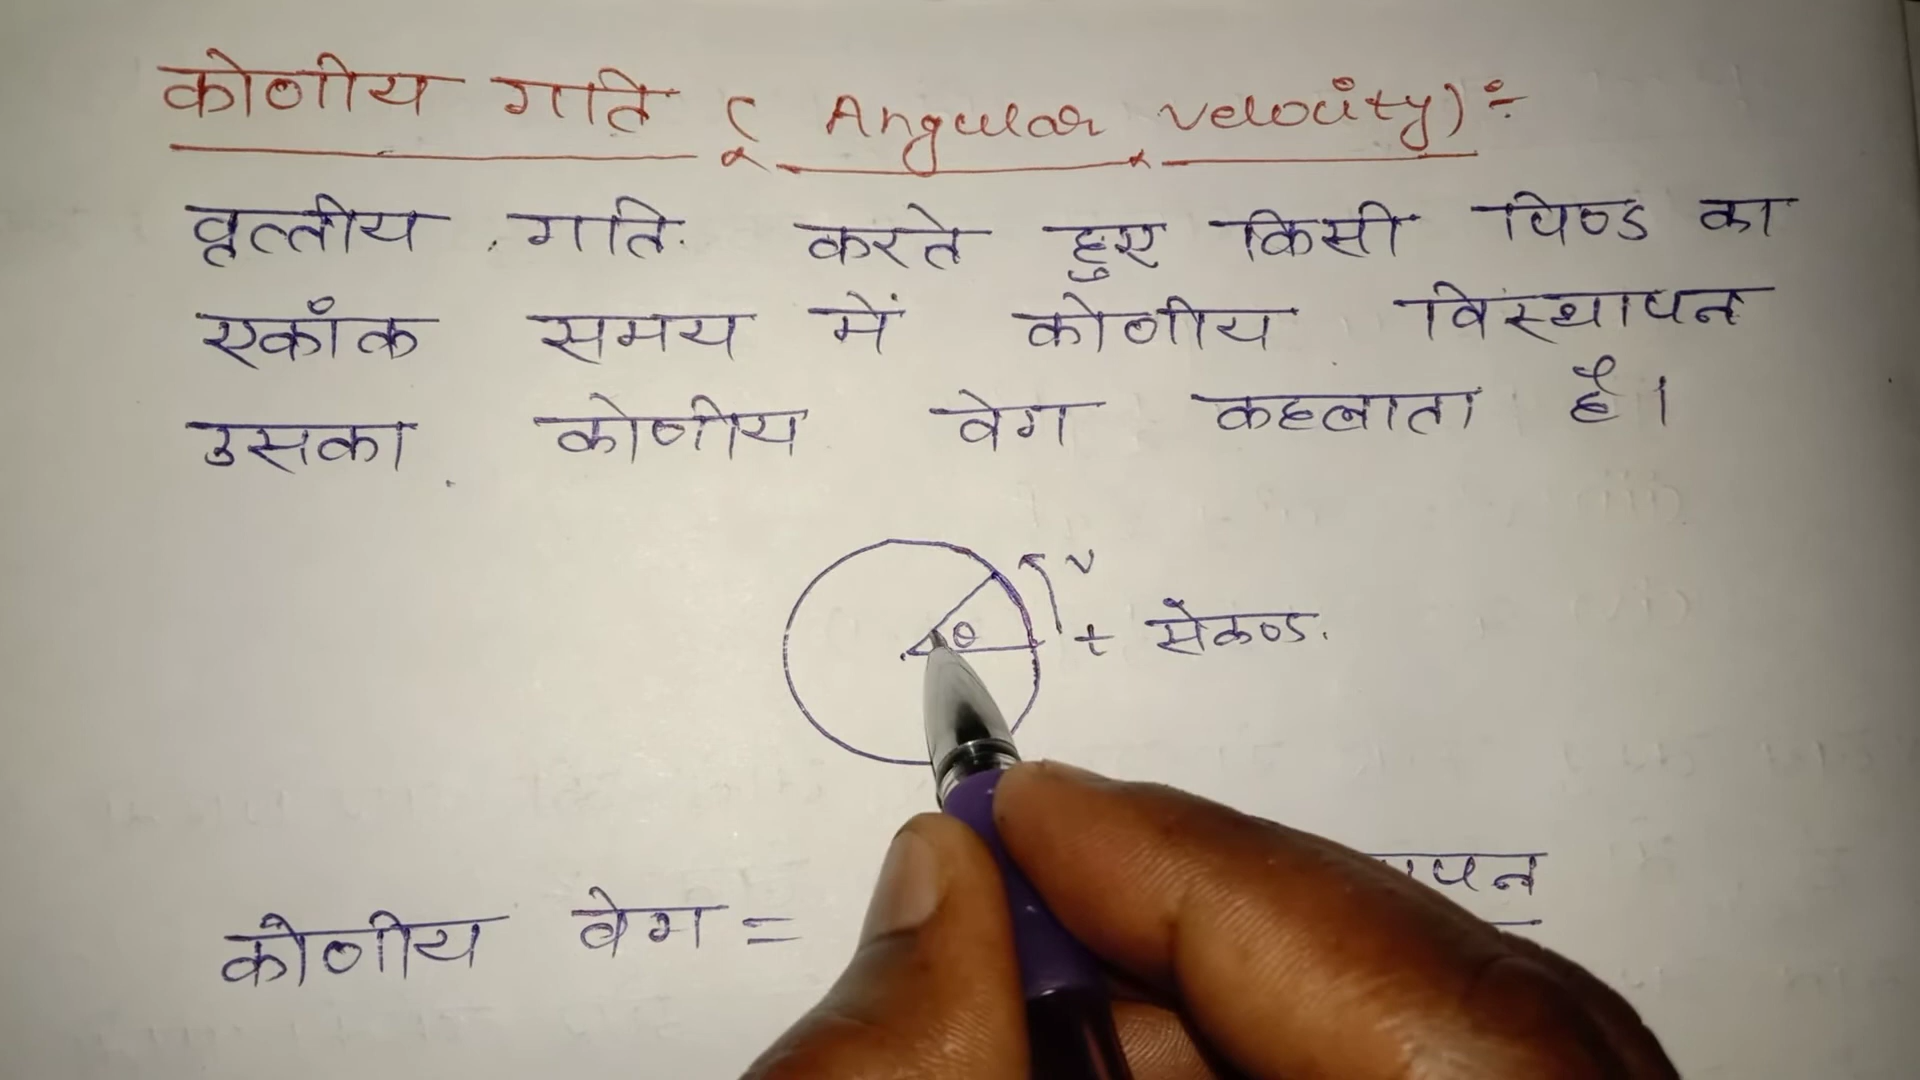 कोणीय गति ( Angular velocity) ÷
वृत्तीय गति करते हुए किसी पिण्ड का
एकाँक समय में कोणीय विस्थापन
उसका कोणीय वेग कहलाता है।
v
θ t सेकण्ड.
कोणीय वेग =